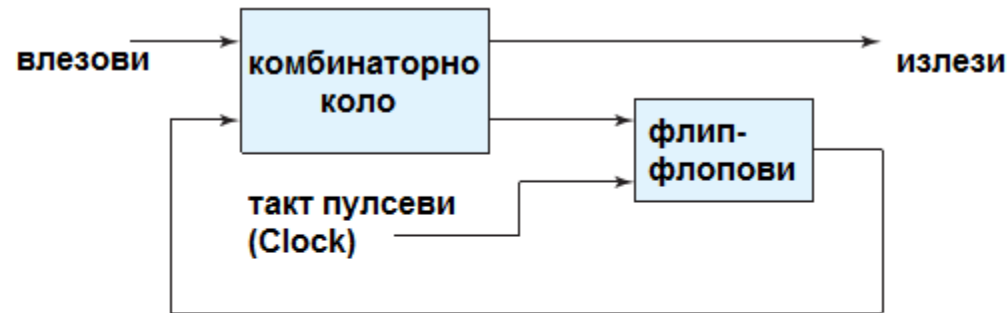 влезови
комбинаторно
коло
излези
флип-
флопови
такт пулсеви
(Clock)